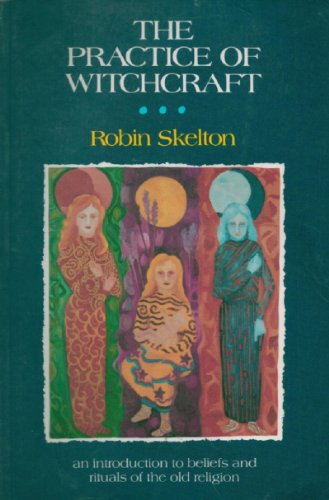 THE
PRACTICE OF
WITCHCRAFT
Robin Skelton
an introduction to beliefs and
rituals of the old religion